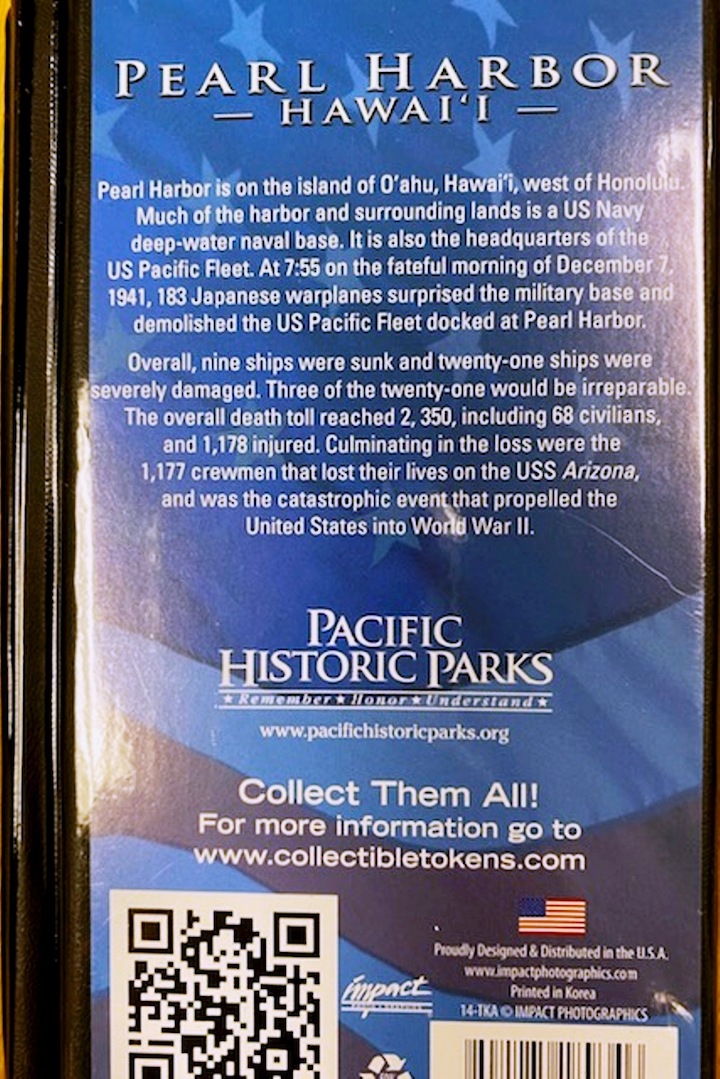 PEARL HARBOR
— HAWAI‘I —
Pearl Harbor is on the island of O‘ahu, Hawai‘i, west of Honolulu.
Much of the harbor and surrounding lands is a US Navy
deep-water naval base. It is also the headquarters of the
US Pacific Fleet. At 7:55 on the fateful morning of December 7,
1941, 183 Japanese warplanes surprised the military base and
demolished the US Pacific Fleet docked at Pearl Harbor.
Overall, nine ships were sunk and twenty-one ships were
severely damaged. Three of the twenty-one would be irreparable.
The overall death toll reached 2, 350, including 68 civilians,
and 1,178 injured. Culminating in the loss were the
1,177 crewmen that lost their lives on the USS Arizona,
and was the catastrophic event that propelled the
United States into World War II.
PACIFIC
HISTORIC PARKS
★ Remember ★ Honor ★ Understand ★
www.pacifichistoricparks.org
Collect Them All!
For more information go to
www.collectibletokens.com
Proudly Designed & Distributed in the U.S.A.
www.impactphotographics.com
Printed in Korea
14-TKA © IMPACT PHOTOGRAPHICS
impact